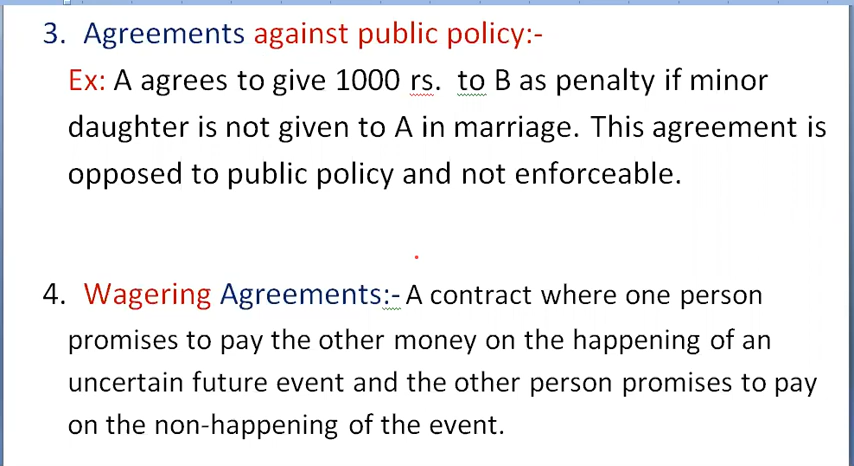 3. Agreements against public policy:-
Ex: A agrees to give 1000 rs. to B as penalty if minor
daughter is not given to A in marriage. This agreement is
opposed to public policy and not enforceable.
4. Wagering Agreements:- A contract where one person
promises to pay the other money on the happening of an
uncertain future event and the other person promises to pay
on the non-happening of the event.